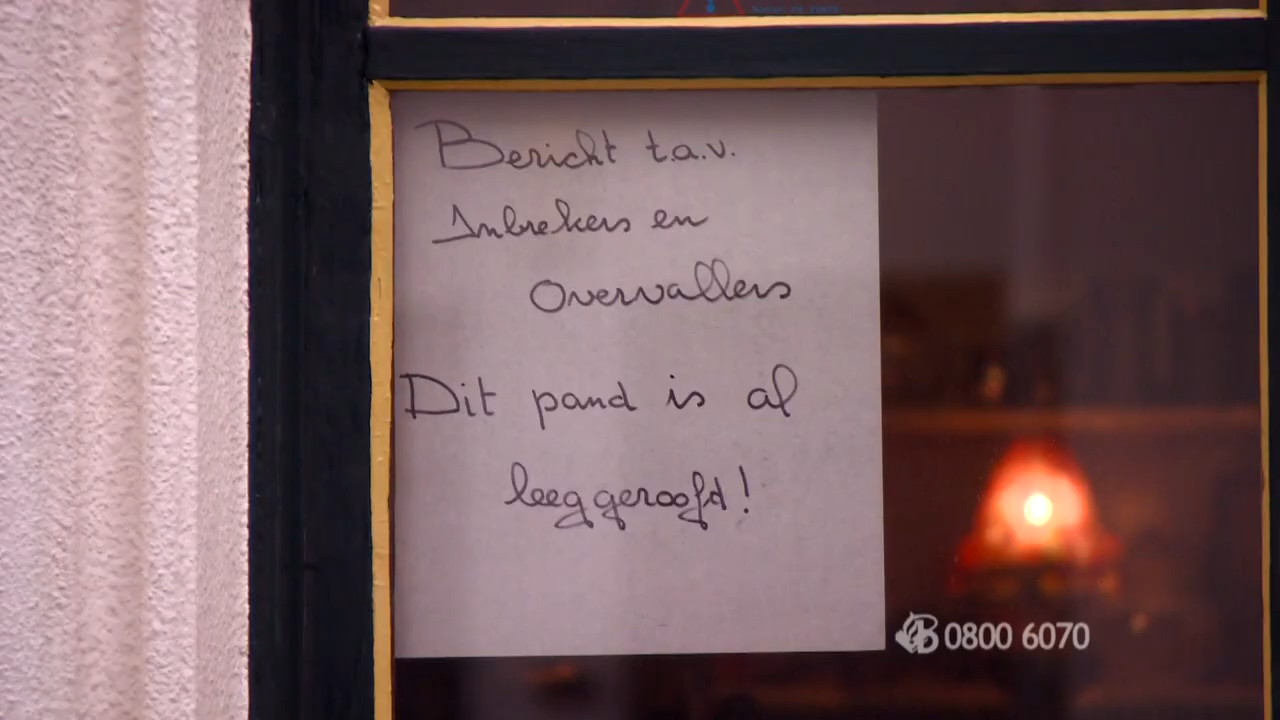 Bericht t.a.v.
Inbrekers en
Overvallers
Dit pand is al
leeggeroofd!
0800 6070